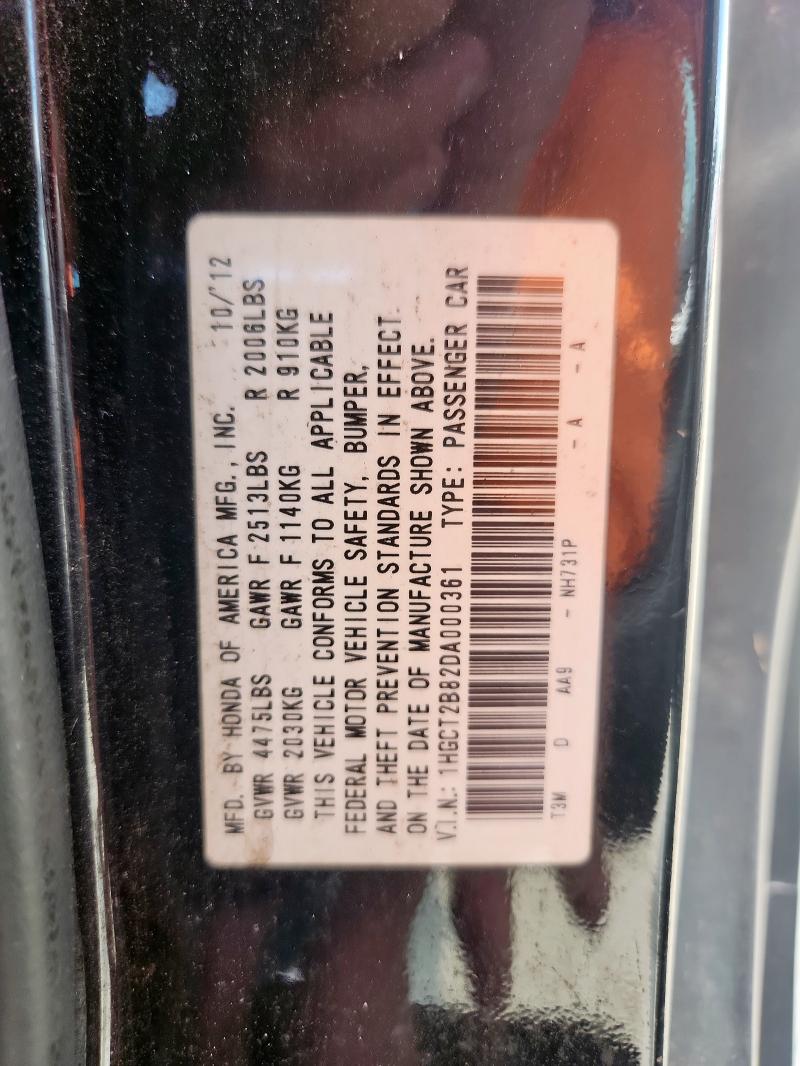 MFD. BY HONDA OF AMERICA MFG., INC. 10/'12
GVWR 4475LBS GAWR F 2513LBS R 2006LBS
GVWR 2030KG GAWR F 1140KG R 910KG
THIS VEHICLE CONFORMS TO ALL APPLICABLE
FEDERAL MOTOR VEHICLE SAFETY, BUMPER,
AND THEFT PREVENTION STANDARDS IN EFFECT
ON THE DATE OF MANUFACTURE SHOWN ABOVE.
V.I.N.: 1HGCT2B82DA000361 TYPE: PASSENGER CAR
T3M D AA9 - NH731P - A - A